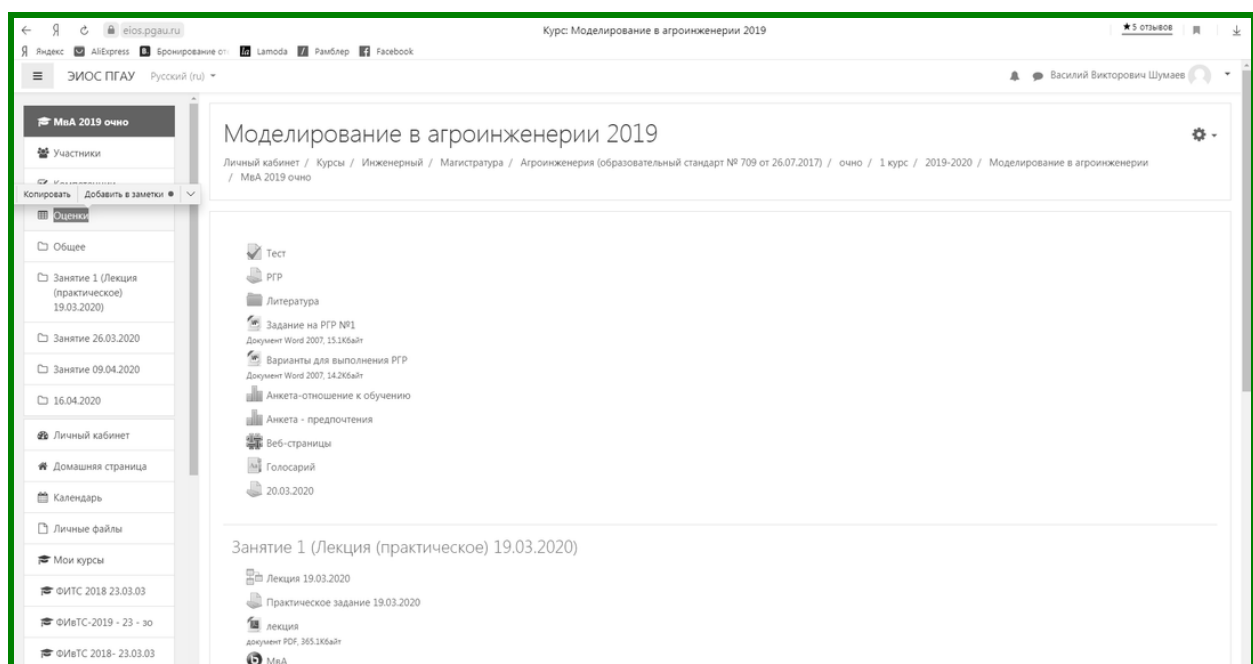 eios.pgau.ru
Курс: Моделирование в агроинженерии 2019
★5 отзывов
Яндекс AliExpress Бронирование от Lamoda Рамблер Facebook
ЭИОС ПГАУ Русский (ru)
Василий Викторович Шумаев
МвА 2019 очно
Участники
Копировать Добавить в заметки
Оценки
Общее
Занятие 1 (Лекция
(практическое)
19.03.2020)
Занятие 26.03.2020
Занятие 09.04.2020
16.04.2020
Личный кабинет
Домашняя страница
Календарь
Личные файлы
Мои курсы
ФИТС 2018 23.03.03
ФИвТС-2019 - 23 - зо
ФИвТС 2018- 23.03.03
Моделирование в агроинженерии 2019
Личный кабинет / Курсы / Инженерный / Магистратура / Агроинженерия (образовательный стандарт № 709 от 26.07.2017) / очно / 1 курс / 2019-2020 / Моделирование в агроинженерии
/ МвА 2019 очно
Тест
РГР
Литература
Задание на РГР №1
Документ Word 2007, 15.1Кбайт
Варианты для выполнения РГР
Документ Word 2007, 14.2Кбайт
Анкета-отношение к обучению
Анкета - предпочтения
Веб-страницы
Голосарий
20.03.2020
Занятие 1 (Лекция (практическое) 19.03.2020)
Лекция 19.03.2020
Практическое задание 19.03.2020
лекция
документ PDF, 365.1Кбайт
МвА